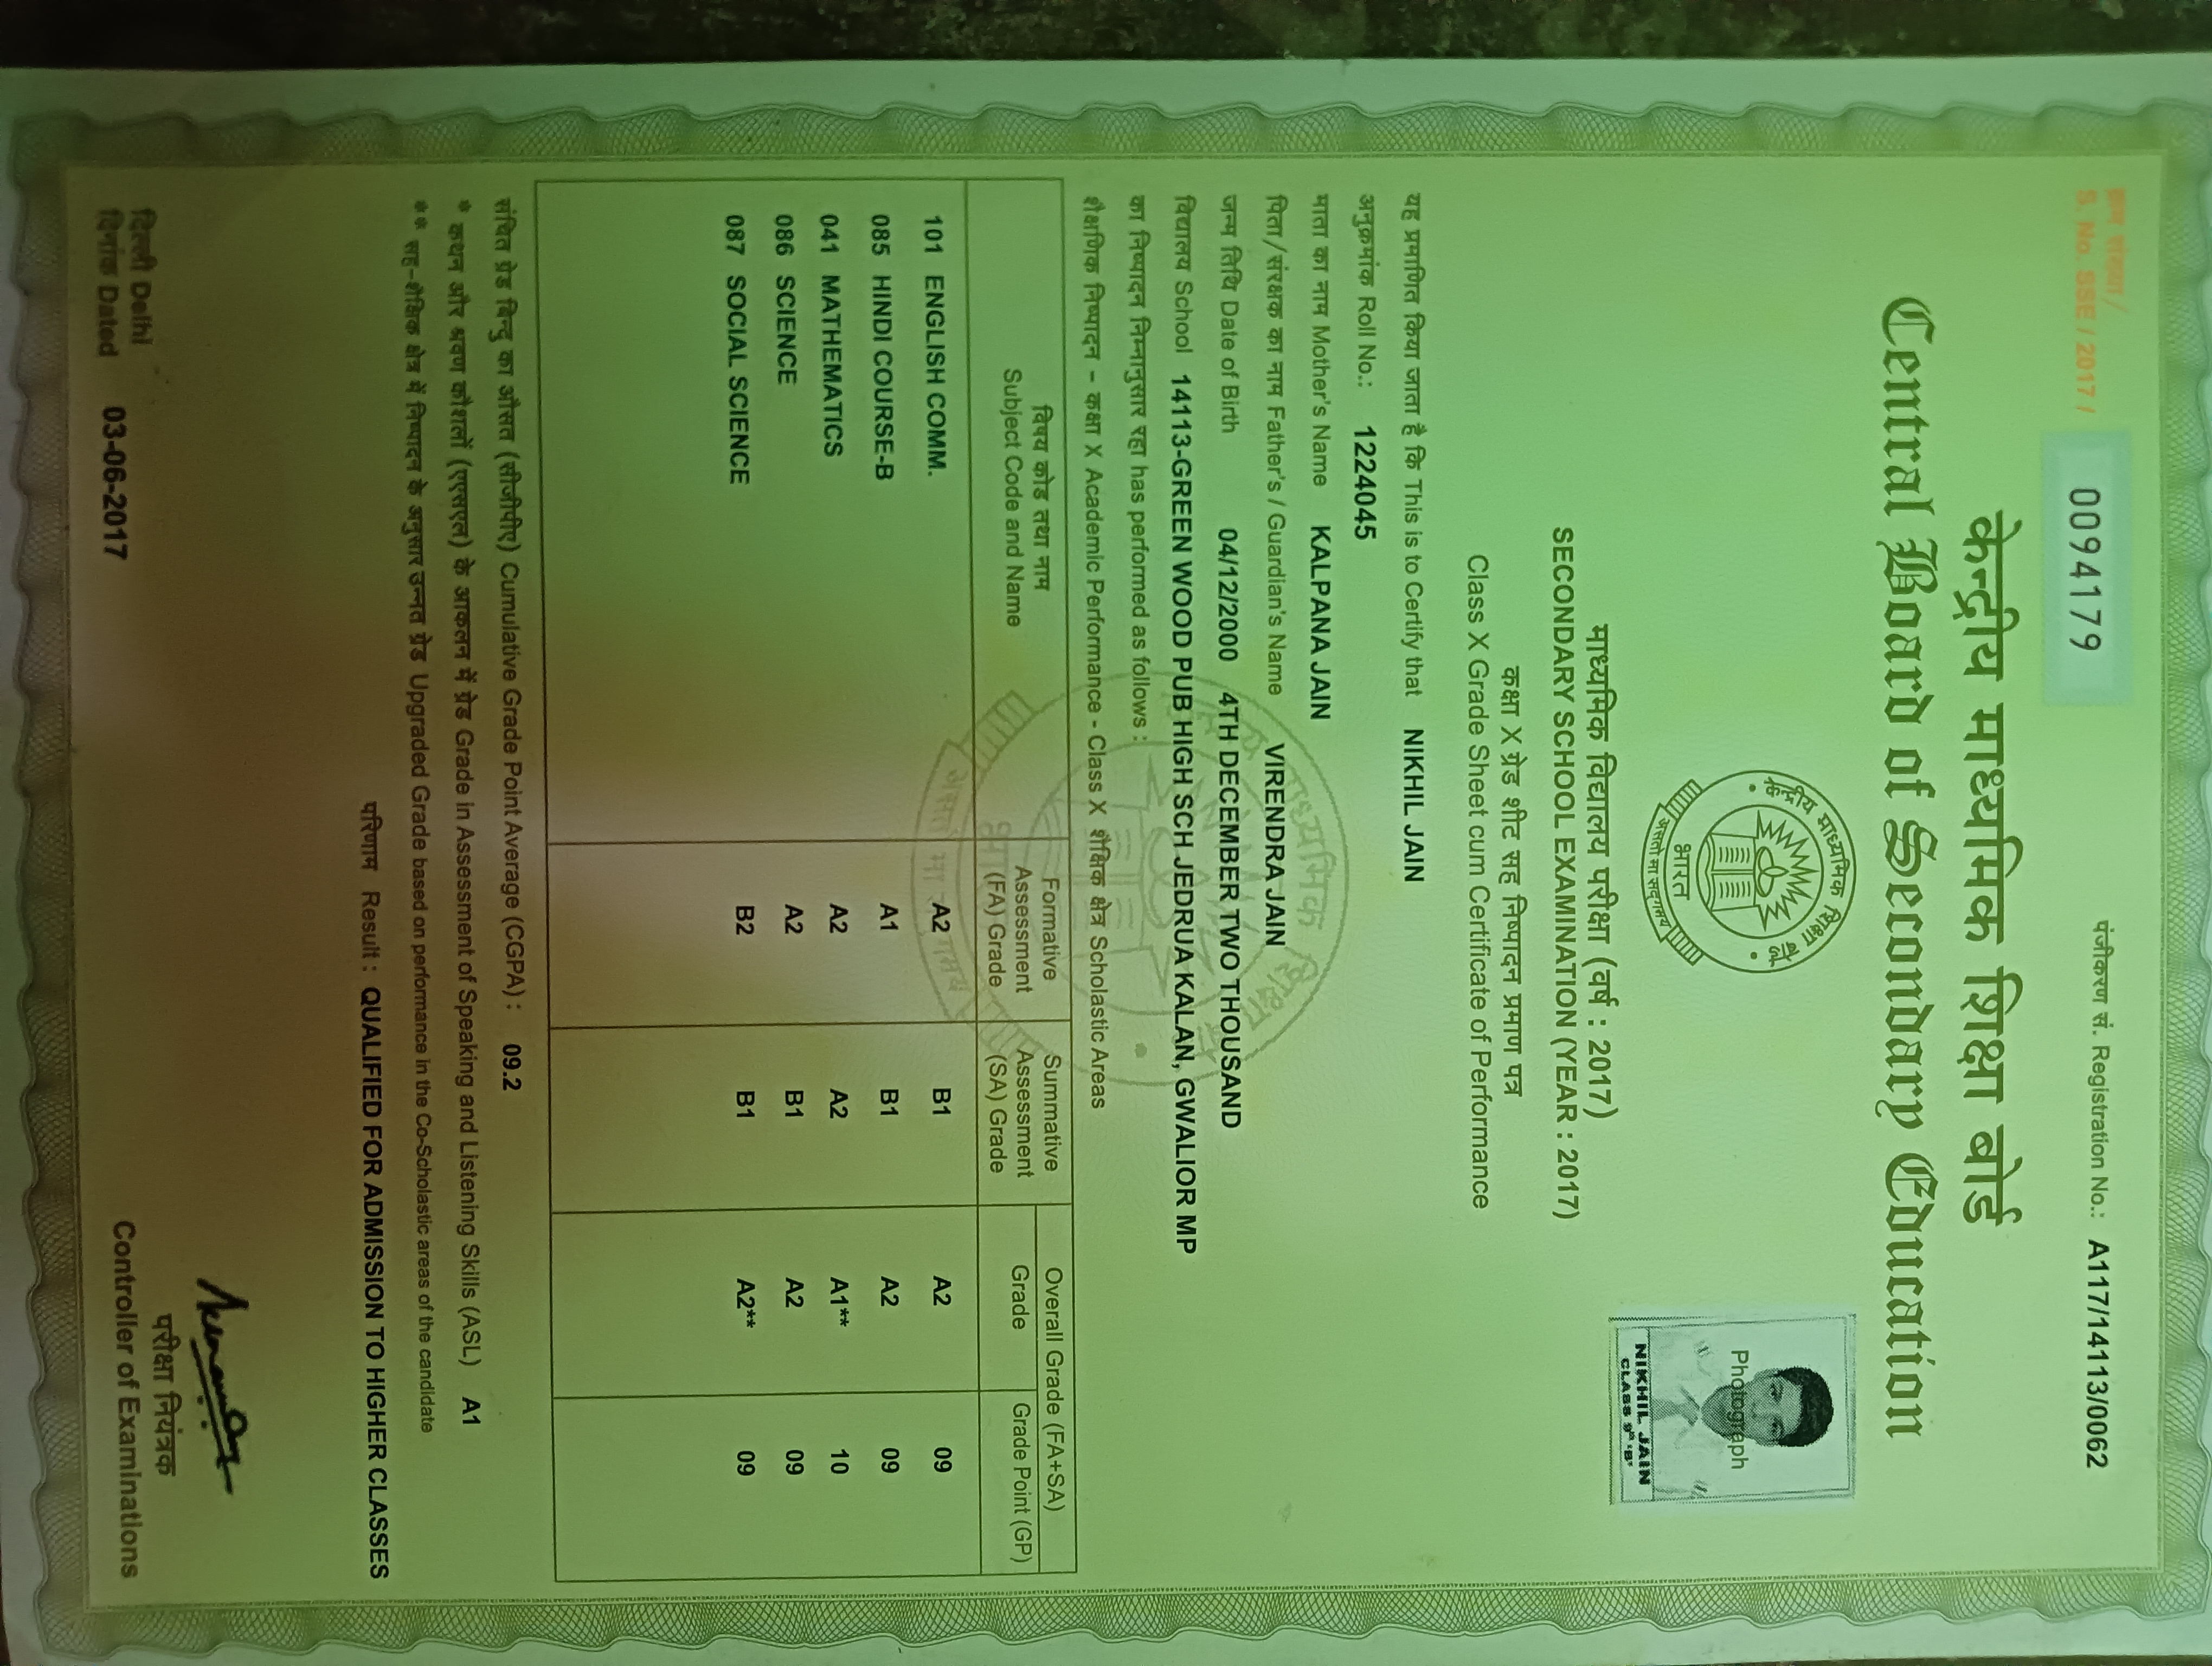 क्रम संख्या /
S. No. SSE / 2017 / 0094179
पंजीकरण सं. Registration No.: A117/14113/0062
केन्द्रीय माध्यमिक शिक्षा बोर्ड
Central Board of Secondary Education
केन्द्रीय माध्यमिक शिक्षा बोर्ड
भारत
असतो मा सद्गमय
Photograph
NIKHIL JAIN
CLASS 9th 'B'
माध्यमिक विद्यालय परीक्षा (वर्ष : 2017)
SECONDARY SCHOOL EXAMINATION (YEAR : 2017)
कक्षा X ग्रेड शीट सह निष्पादन प्रमाण पत्र
Class X Grade Sheet cum Certificate of Performance
यह प्रमाणित किया जाता है कि This is to Certify that NIKHIL JAIN
अनुक्रमांक Roll No.: 1224045
माता का नाम Mother's Name KALPANA JAIN
पिता/संरक्षक का नाम Father's / Guardian's Name VIRENDRA JAIN
जन्म तिथि Date of Birth 04/12/2000 4TH DECEMBER TWO THOUSAND
विद्यालय School 14113-GREEN WOOD PUB HIGH SCH JEDRUA KALAN, GWALIOR MP
का निष्पादन निम्नानुसार रहा has performed as follows :
शैक्षणिक निष्पादन – कक्षा X Academic Performance - Class X शैक्षिक क्षेत्र Scholastic Areas
विषय कोड तथा नाम
Subject Code and Name
Formative
Assessment
(FA) Grade
Summative
Assessment
(SA) Grade
Overall Grade (FA+SA)
Grade Grade Point (GP)
101 ENGLISH COMM. A2 B1 A2 09
085 HINDI COURSE-B A1 B1 A2 09
041 MATHEMATICS A2 A2 A1** 10
086 SCIENCE A2 B1 A2 09
087 SOCIAL SCIENCE B2 B1 A2** 09
संचित ग्रेड बिन्दु का औसत (सीजीपीए) Cumulative Grade Point Average (CGPA) : 09.2
* कथन और श्रवण कौशलों (एएसएल) के आकलन में ग्रेड Grade in Assessment of Speaking and Listening Skills (ASL) A1
** सह–शैक्षिक क्षेत्र में निष्पादन के अनुसार उन्नत ग्रेड Upgraded Grade based on performance in the Co-Scholastic areas of the candidate
परिणाम Result : QUALIFIED FOR ADMISSION TO HIGHER CLASSES
दिल्ली Delhi
दिनांक Dated 03-06-2017
परीक्षा नियंत्रक
Controller of Examinations